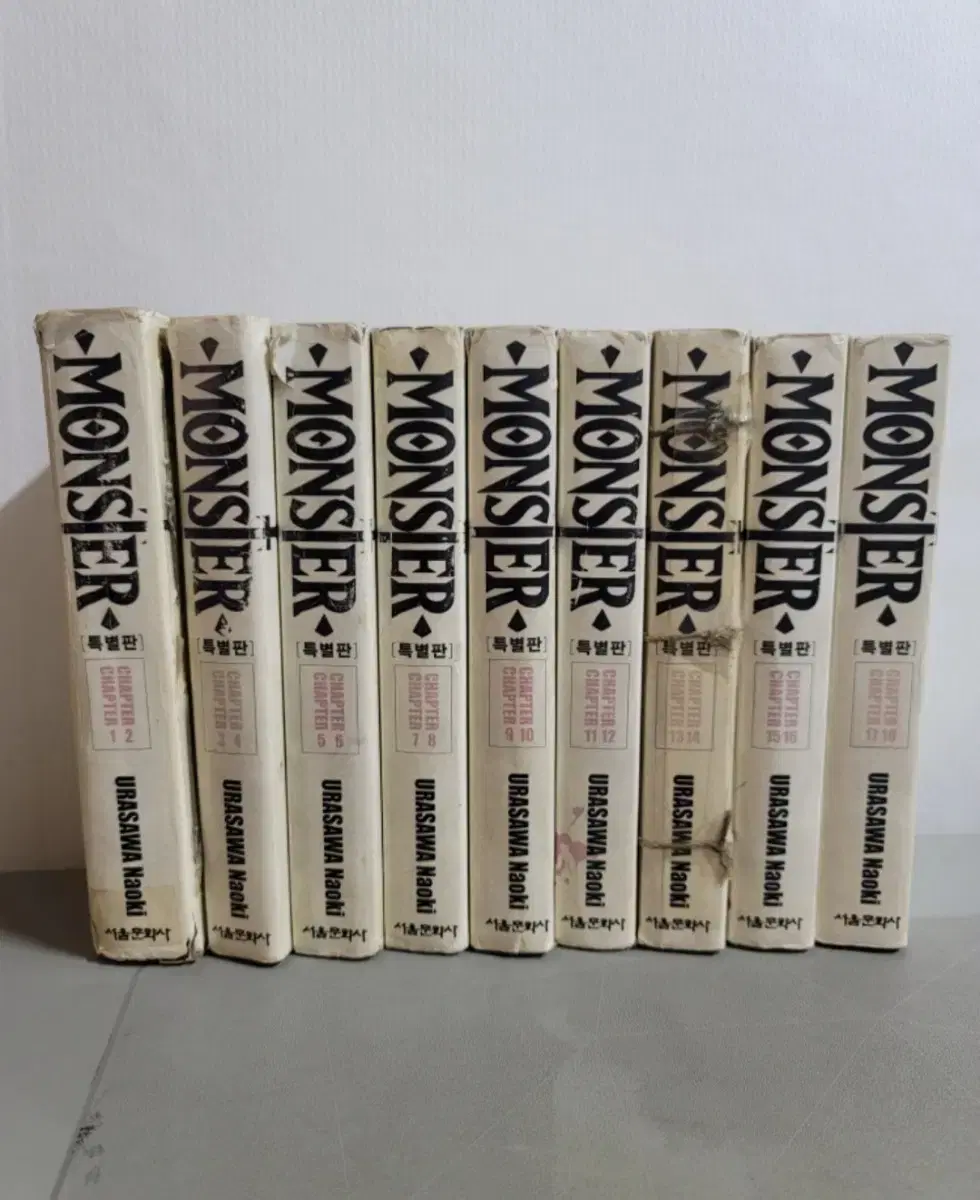 MONSTER
[특별판]
CHAPTER 1
CHAPTER 2
URASAWA Naoki
서울문화사
MONSTER
[특별판]
CHAPTER 3
CHAPTER 4
URASAWA Naoki
서울문화사
MONSTER
[특별판]
CHAPTER 5
CHAPTER 6
URASAWA Naoki
서울문화사
MONSTER
[특별판]
CHAPTER 7
CHAPTER 8
URASAWA Naoki
서울문화사
MONSTER
[특별판]
CHAPTER 9
CHAPTER 10
URASAWA Naoki
서울문화사
MONSTER
[특별판]
CHAPTER 11
CHAPTER 12
URASAWA Naoki
서울문화사
MONSTER
[특별판]
CHAPTER 13
CHAPTER 14
URASAWA Naoki
서울문화사
MONSTER
[특별판]
CHAPTER 15
CHAPTER 16
URASAWA Naoki
서울문화사
MONSTER
[특별판]
CHAPTER 17
CHAPTER 18
URASAWA Naoki
서울문화사